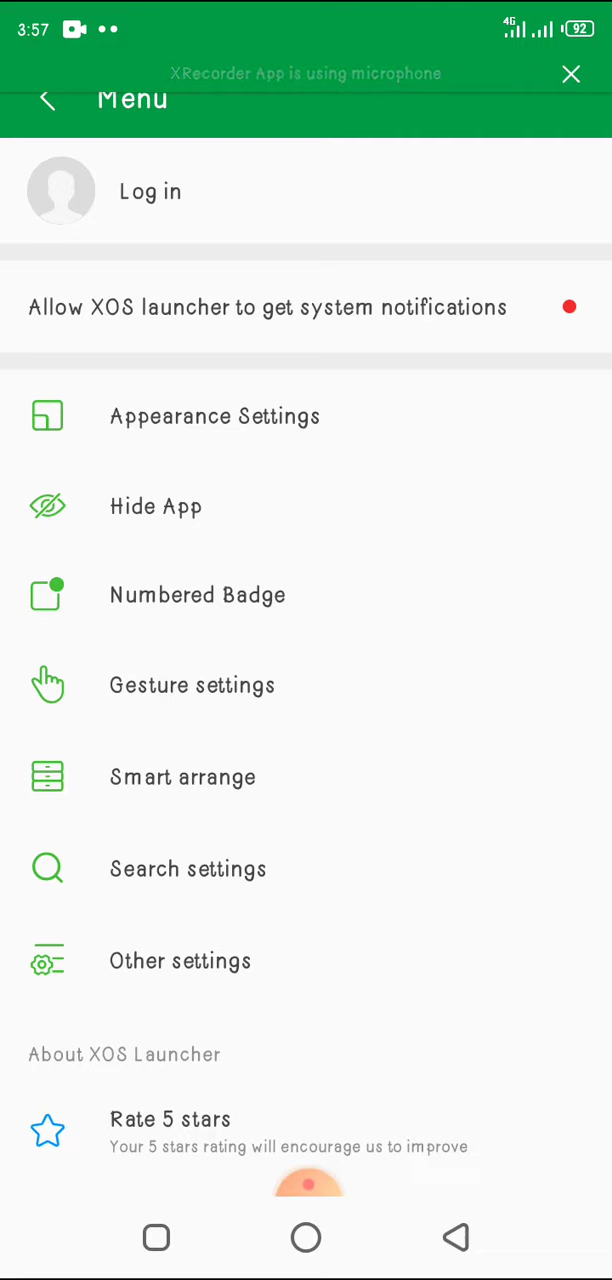 3:57
4G
92
XRecorder App is using microphone
Menu
Log in
Allow XOS launcher to get system notifications
Appearance Settings
Hide App
Numbered Badge
Gesture settings
Smart arrange
Search settings
Other settings
About XOS Launcher
Rate 5 stars
Your 5 stars rating will encourage us to improve